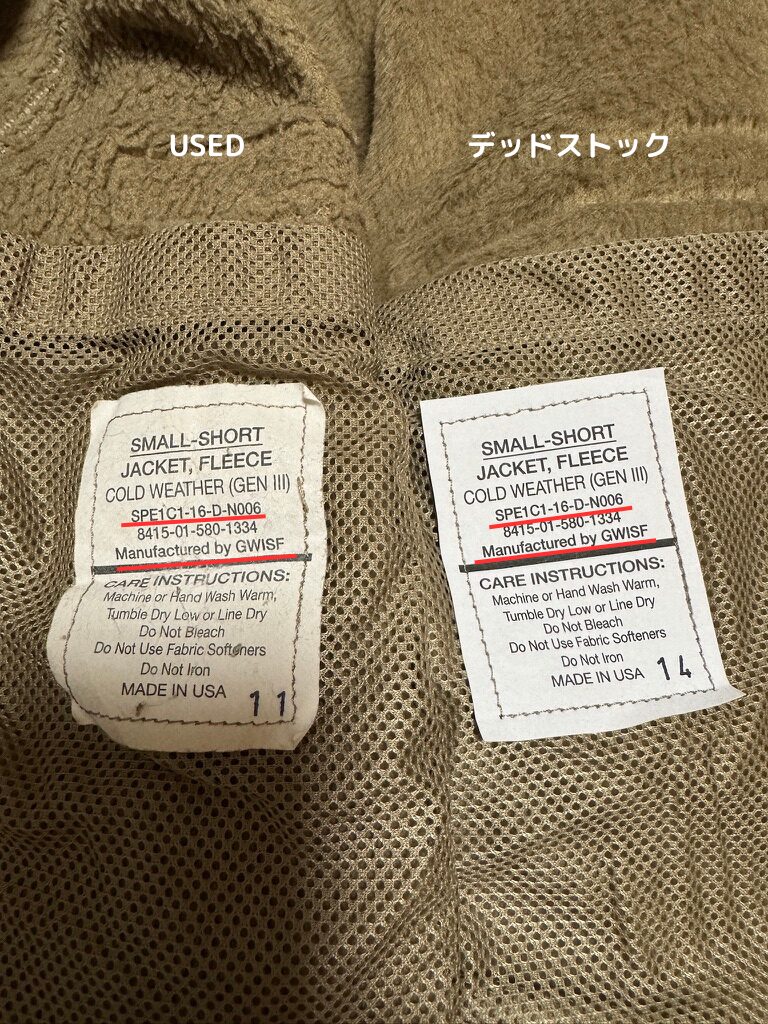 USED
デッドストック
SMALL-SHORT
JACKET, FLEECE
COLD WEATHER (GEN III)
SPE1C1-16-D-N006
8415-01-580-1334
Manufactured by GWISF
CARE INSTRUCTIONS:
Machine or Hand Wash Warm,
Tumble Dry Low or Line Dry
Do Not Bleach
Do Not Use Fabric Softeners
Do Not Iron
MADE IN USA 11
SMALL-SHORT
JACKET, FLEECE
COLD WEATHER (GEN III)
SPE1C1-16-D-N006
8415-01-580-1334
Manufactured by GWISF
CARE INSTRUCTIONS:
Machine or Hand Wash Warm,
Tumble Dry Low or Line Dry
Do Not Bleach
Do Not Use Fabric Softeners
Do Not Iron
MADE IN USA 14